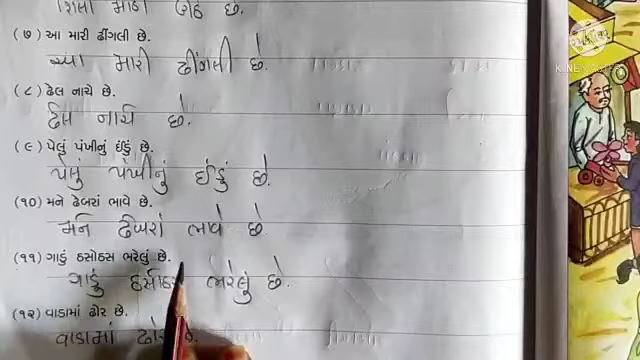 (૭) આ મારી ઢીંગલી છે.
આ મારી ઢીંગલી છે.
(૮) ઢેલ નાચે છે.
ઢેલ નાચે છે.
(૯) પેલું પંખીનું ઈંડું છે.
પેલું પંખીનું ઈંડું છે
(૧૦) મને ઢેબરાં ભાવે છે.
મને ઢેબરાં ભાવે છે
(૧૧) ગાડું ઠસોઠસ ભરેલું છે.
ગાડું ઠસોઠસ ભરેલું છે.
(૧૨) વાડામાં ઢોર છે.
વાડામાં ઢોર છે.